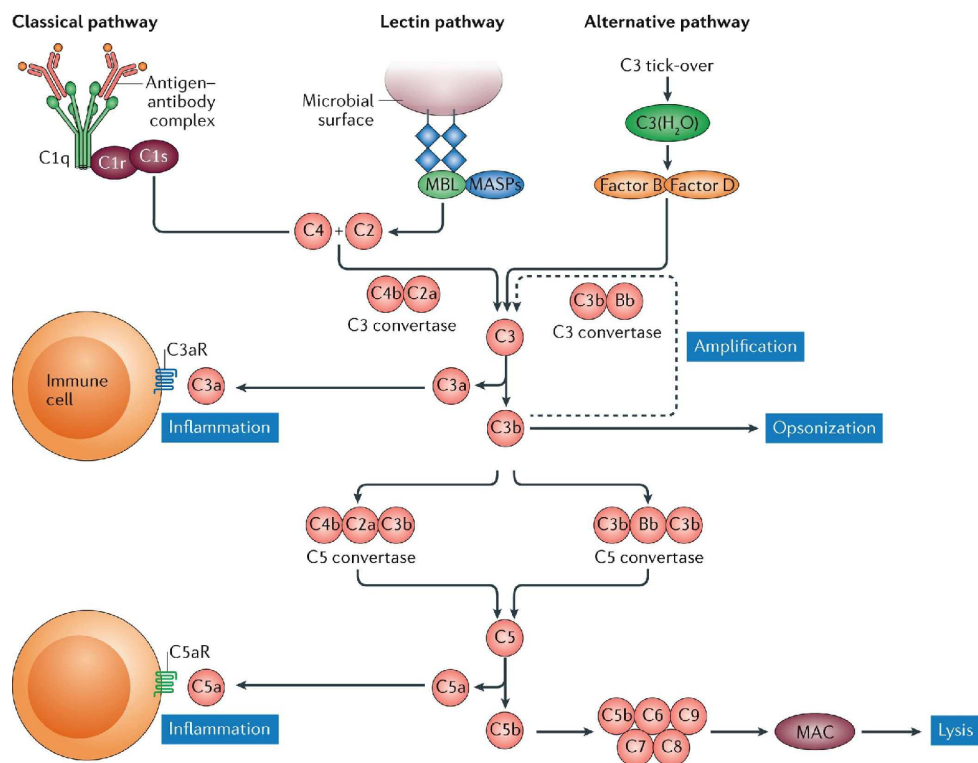 Classical pathway
Lectin pathway
Alternative pathway
Antigen–
antibody
complex
C1q
C1r
C1s
Microbial
surface
MBL
MASPs
C3 tick-over
C3(H₂O)
Factor B
Factor D
C4 + C2
C4b
C2a
C3 convertase
C3b
Bb
C3 convertase
C3
Amplification
C3aR
Immune
cell
C3a
C3a
Inflammation
C3b
Opsonization
C4b
C2a
C3b
C5 convertase
C3b
Bb
C3b
C5 convertase
C5
C5aR
C5a
C5a
Inflammation
C5b
C5b
C6
C9
C7
C8
MAC
Lysis